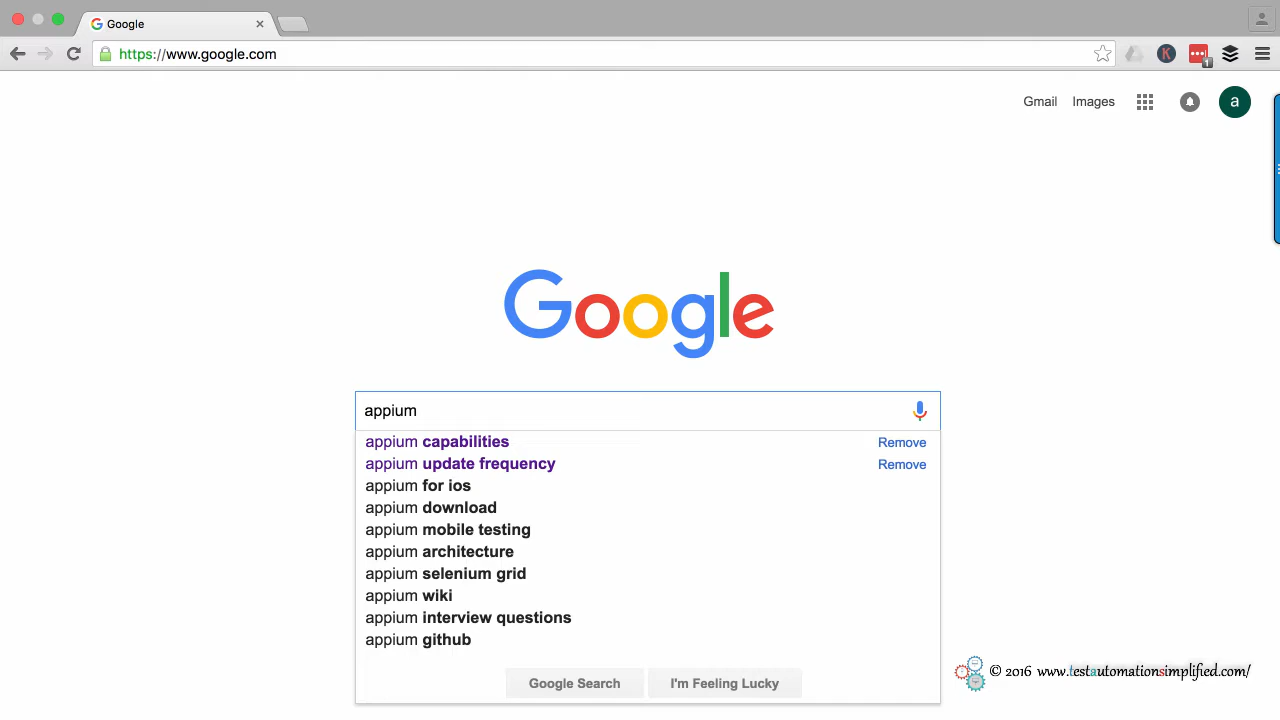 Google
https://www.google.com
K
1
Gmail Images
a
Google
appium
appium capabilities Remove
appium update frequency Remove
appium for ios
appium download
appium mobile testing
appium architecture
appium selenium grid
appium wiki
appium interview questions
appium github
Google Search I'm Feeling Lucky
© 2016 www.testautomationsimplified.com/